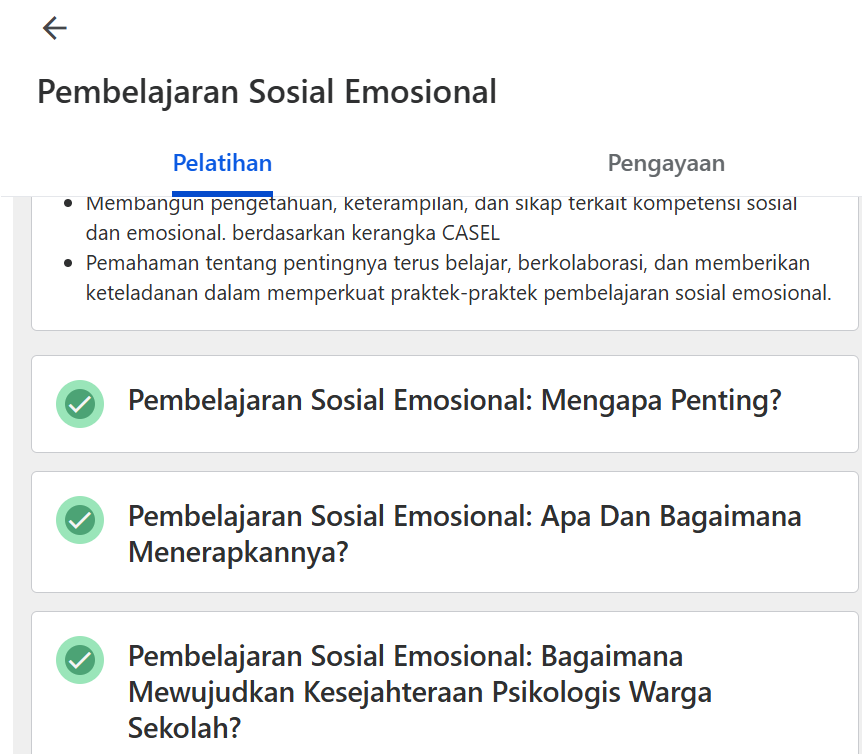 Pembelajaran Sosial Emosional
Pelatihan
Pengayaan
Membangun pengetahuan, keterampilan, dan sikap terkait kompetensi sosial
dan emosional. berdasarkan kerangka CASEL
Pemahaman tentang pentingnya terus belajar, berkolaborasi, dan memberikan
keteladanan dalam memperkuat praktek-praktek pembelajaran sosial emosional.
Pembelajaran Sosial Emosional: Mengapa Penting?
Pembelajaran Sosial Emosional: Apa Dan Bagaimana
Menerapkannya?
Pembelajaran Sosial Emosional: Bagaimana
Mewujudkan Kesejahteraan Psikologis Warga
Sekolah?